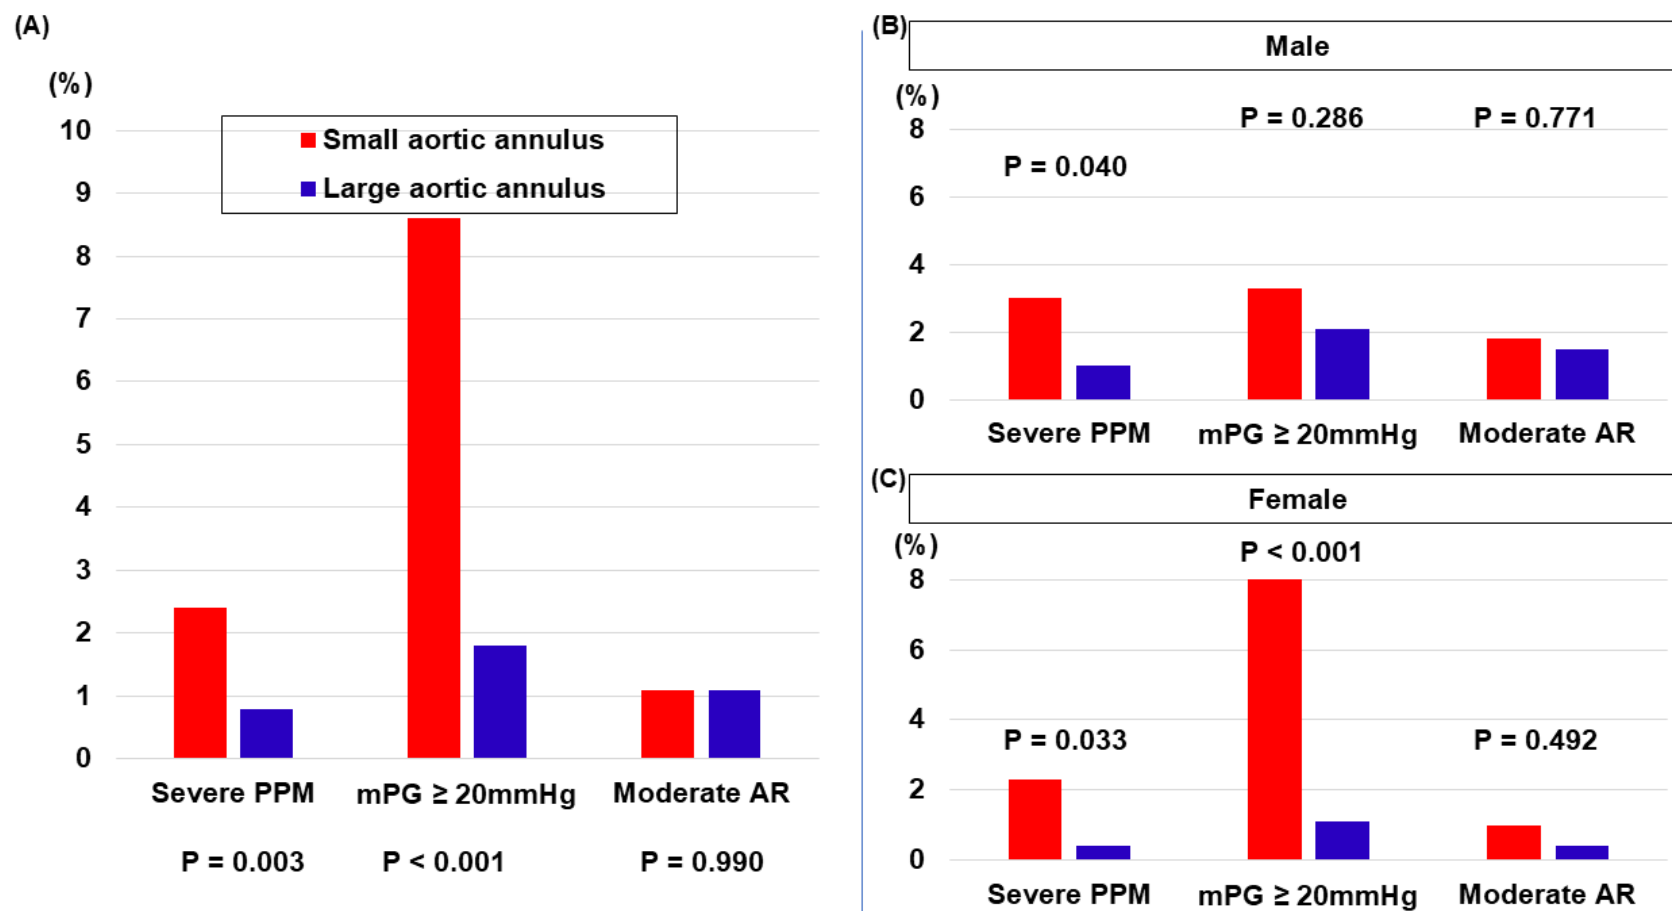 (A)
(%)
10
9
8
7
6
5
4
3
2
1
0
Small aortic annulus
Large aortic annulus
Severe PPM mPG ≥ 20mmHg Moderate AR
P = 0.003 P < 0.001 P = 0.990
(B)
Male
(%)
P = 0.286 P = 0.771
P = 0.040
8
6
4
2
0
Severe PPM mPG ≥ 20mmHg Moderate AR
(C)
Female
(%)
P < 0.001
8
6
4
P = 0.033 P = 0.492
2
0
Severe PPM mPG ≥ 20mmHg Moderate AR